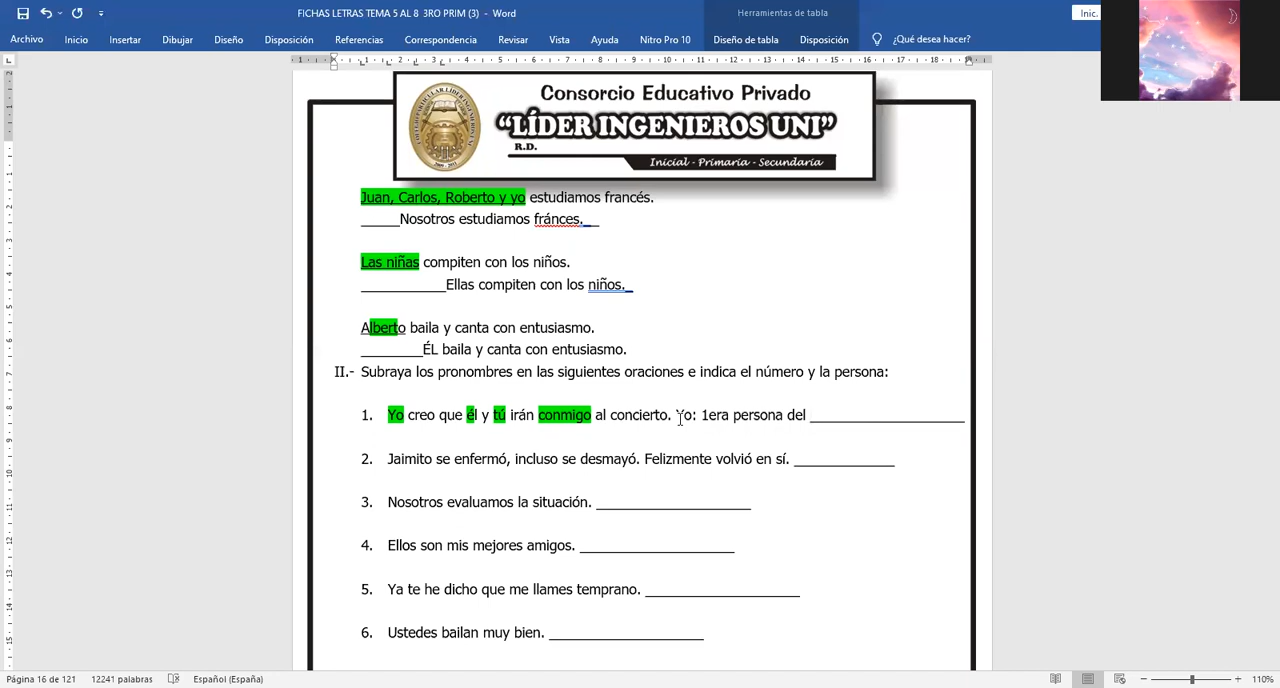 FICHAS LETRAS TEMA 5 AL 8  3RO PRIM (3)  -  Word
Herramientas de tabla
Inic.
Archivo Inicio Insertar Dibujar Diseño Disposición Referencias Correspondencia Revisar Vista Ayuda Nitro Pro 10 Diseño de tabla Disposición ¿Qué desea hacer?
Consorcio Educativo Privado
"LÍDER INGENIEROS UNI"
R.D.
Inicial - Primaria - Secundaria
Juan, Carlos, Roberto y yo estudiamos francés.
_____Nosotros estudiamos fránces.__
Las niñas compiten con los niños.
___________Ellas compiten con los niños._
Alberto baila y canta con entusiasmo.
________ÉL baila y canta con entusiasmo.
II.- Subraya los pronombres en las siguientes oraciones e indica el número y la persona:
1. Yo creo que él y tú irán conmigo al concierto. Yo: 1era persona del ____________________
2. Jaimito se enfermó, incluso se desmayó. Felizmente volvió en sí. _____________
3. Nosotros evaluamos la situación. ____________________
4. Ellos son mis mejores amigos. ____________________
5. Ya te he dicho que me llames temprano. ____________________
6. Ustedes bailan muy bien. ____________________
Página 16 de 121 12241 palabras Español (España) 110%